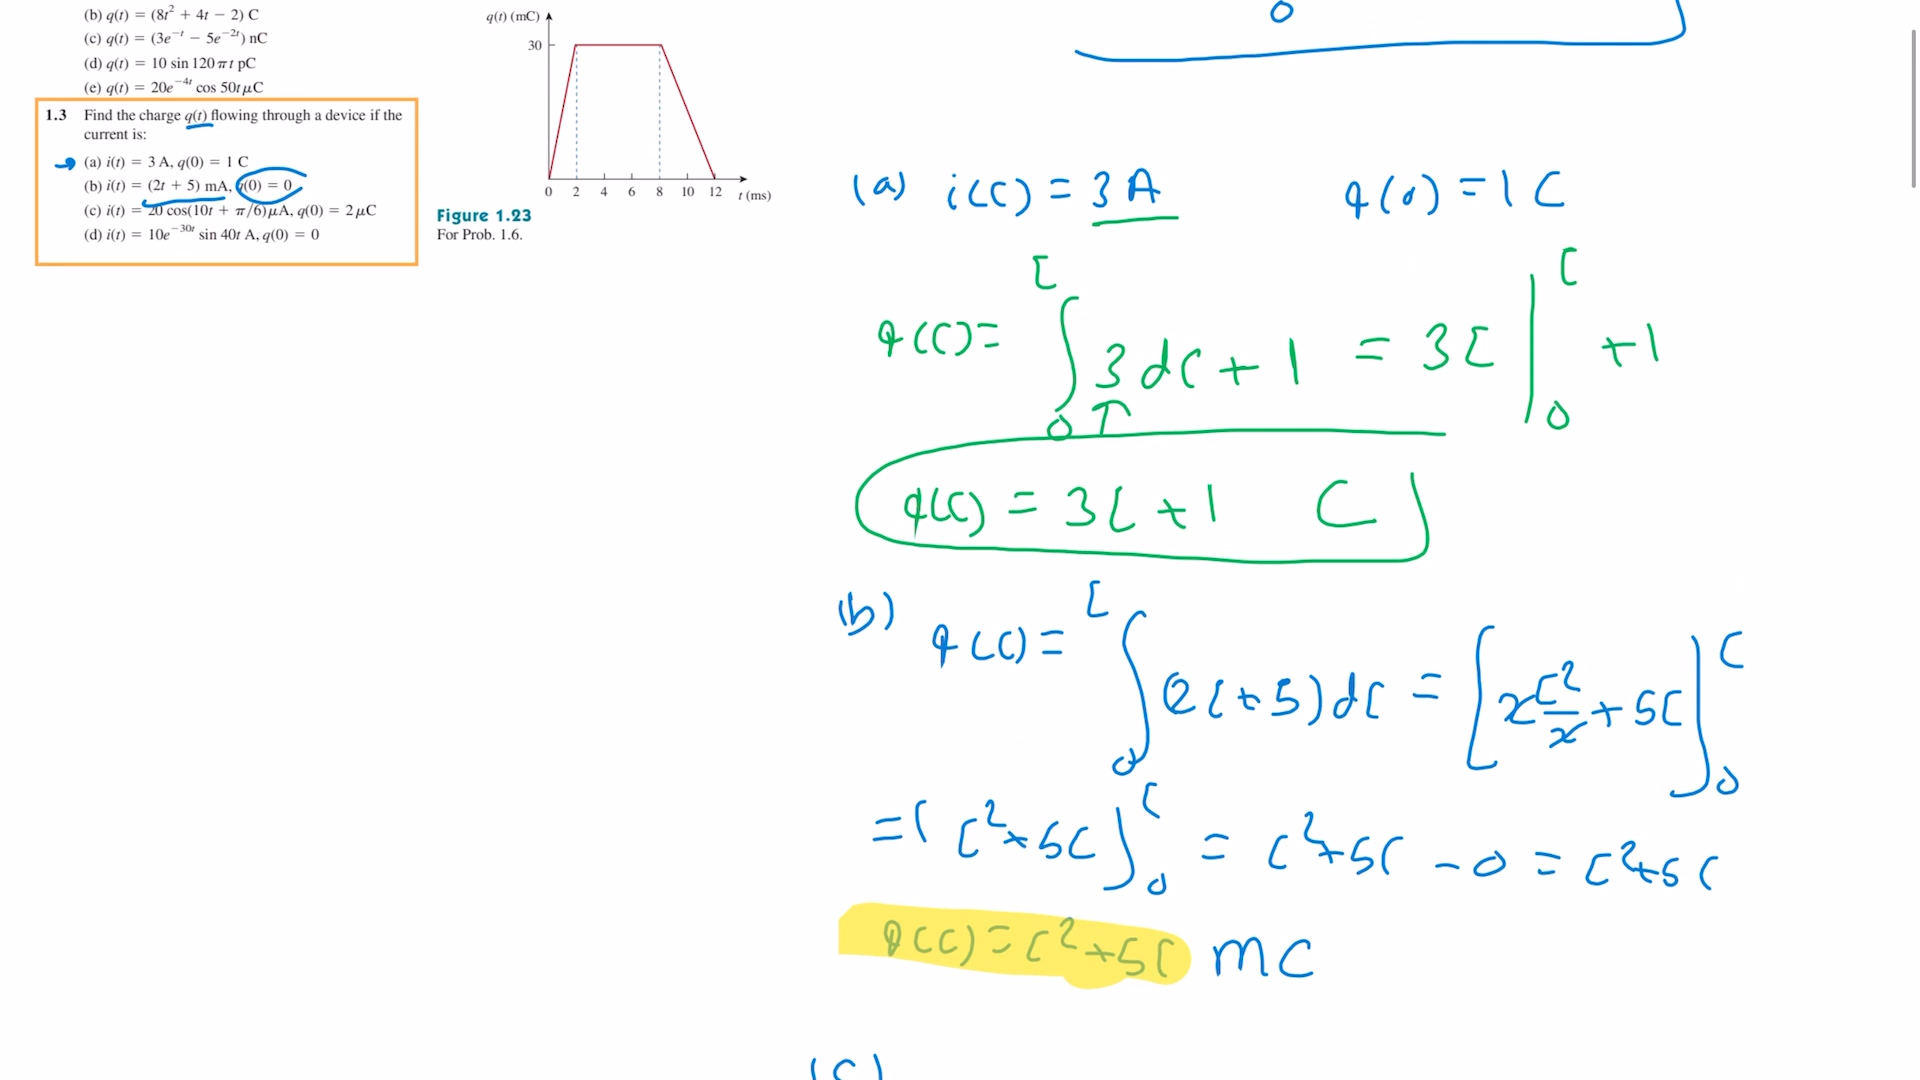 (b) q(t) = (8t² + 4t − 2) C
(c) q(t) = (3e⁻ᵗ − 5e⁻²ᵗ) nC
(d) q(t) = 10 sin 120 π t pC
(e) q(t) = 20e⁻⁴ᵗ cos 50t μC
1.3 Find the charge q(t) flowing through a device if the
current is:
(a) i(t) = 3 A, q(0) = 1 C
(b) i(t) = (2t + 5) mA, q(0) = 0
(c) i(t) = 20 cos(10t + π/6) μA, q(0) = 2 μC
(d) i(t) = 10e⁻³⁰ᵗ sin 40t A, q(0) = 0
q(t) (mC)
30
0 2 4 6 8 10 12 t (ms)
Figure 1.23
For Prob. 1.6.
0
(a) i(t) = 3 A q(0) = 1 C
q(t) = ∫₀ᵗ 3 dt + 1 = 3t |₀ᵗ + 1
q(t) = 3t + 1 C
(b) q(t) = ∫₀ᵗ (2t + 5) dt = [2 t²/2 + 5t]₀ᵗ
= [t² + 5t]₀ᵗ = t² + 5t − 0 = t² + 5t
q(t) = t² + 5t mC
(c)